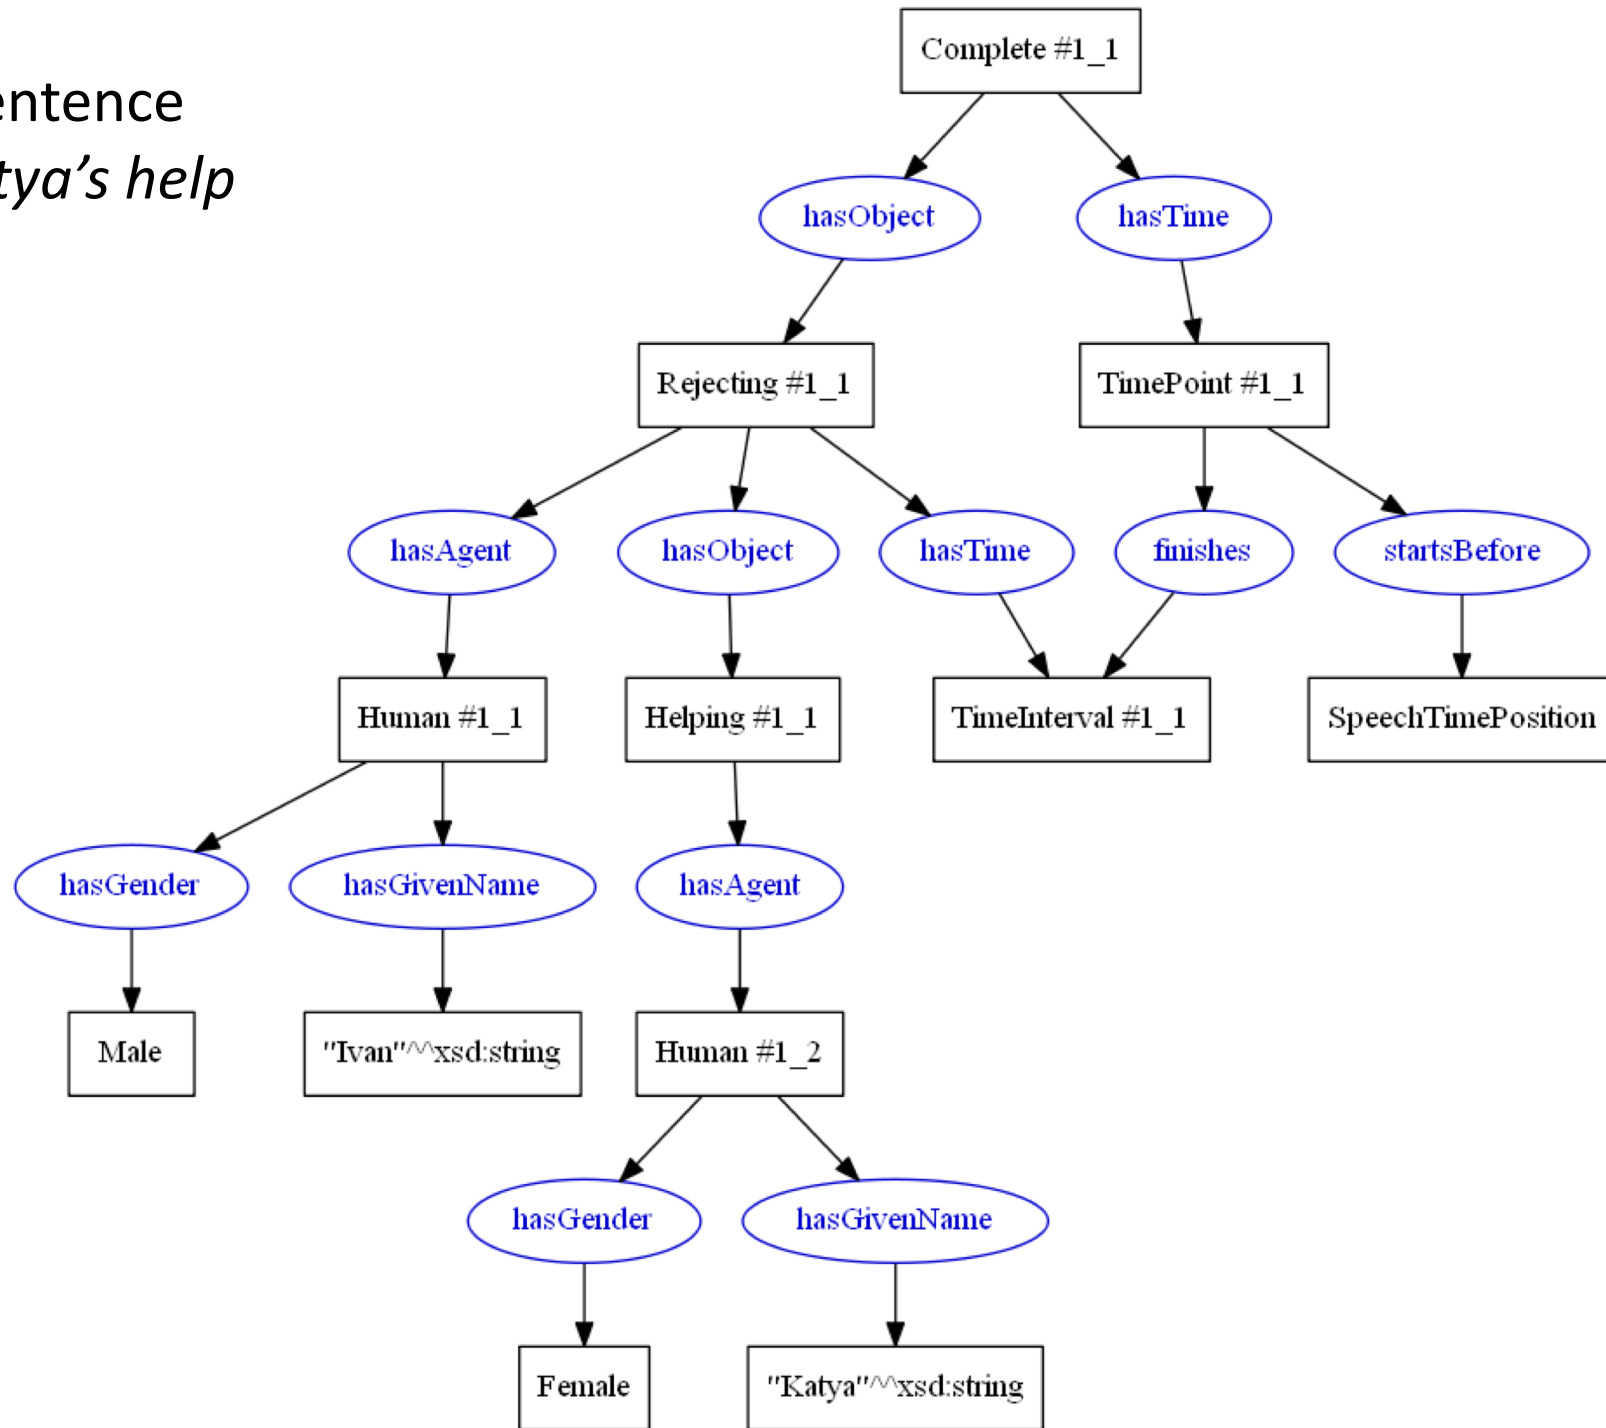 entence
tya’s help
Complete #1_1
hasObject
hasTime
Rejecting #1_1
TimePoint #1_1
hasAgent
hasObject
hasTime
finishes
startsBefore
Human #1_1
Helping #1_1
TimeInterval #1_1
SpeechTimePosition
hasGender
hasGivenName
hasAgent
Male
"Ivan"^^xsd:string
Human #1_2
hasGender
hasGivenName
Female
"Katya"^^xsd:string